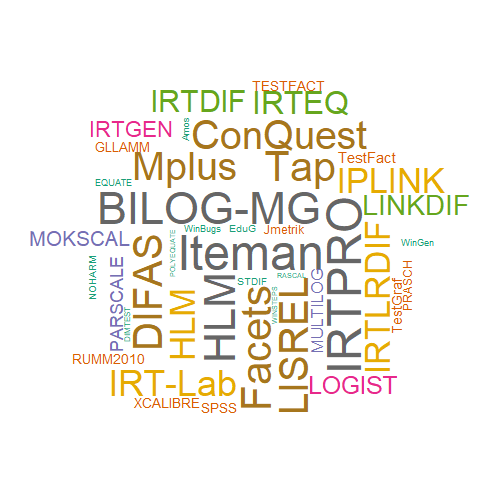 TESTFACT
IRTDIF
IRTEQ
Amos
IRTGEN
ConQuest
GLLAMM
Mplus
Tap
TestFact
EQUATE
IPLINK
BILOG-MG
LINKDIF
MOKSCAL
WinBugs
EduG
Jmetrik
WinGen
POLYEQUATE
Iteman
IRTPRO
NOHARM
PARSCALE
DIMTEST
DIFAS
HLM
HLM
STDIF
RASCAL
WINSTEPS
Facets
LISREL
MULTILOG
IRTLRDIF
TestGraf
PRASCH
RUMM2010
IRT-Lab
LOGIST
XCALIBRE
SPSS